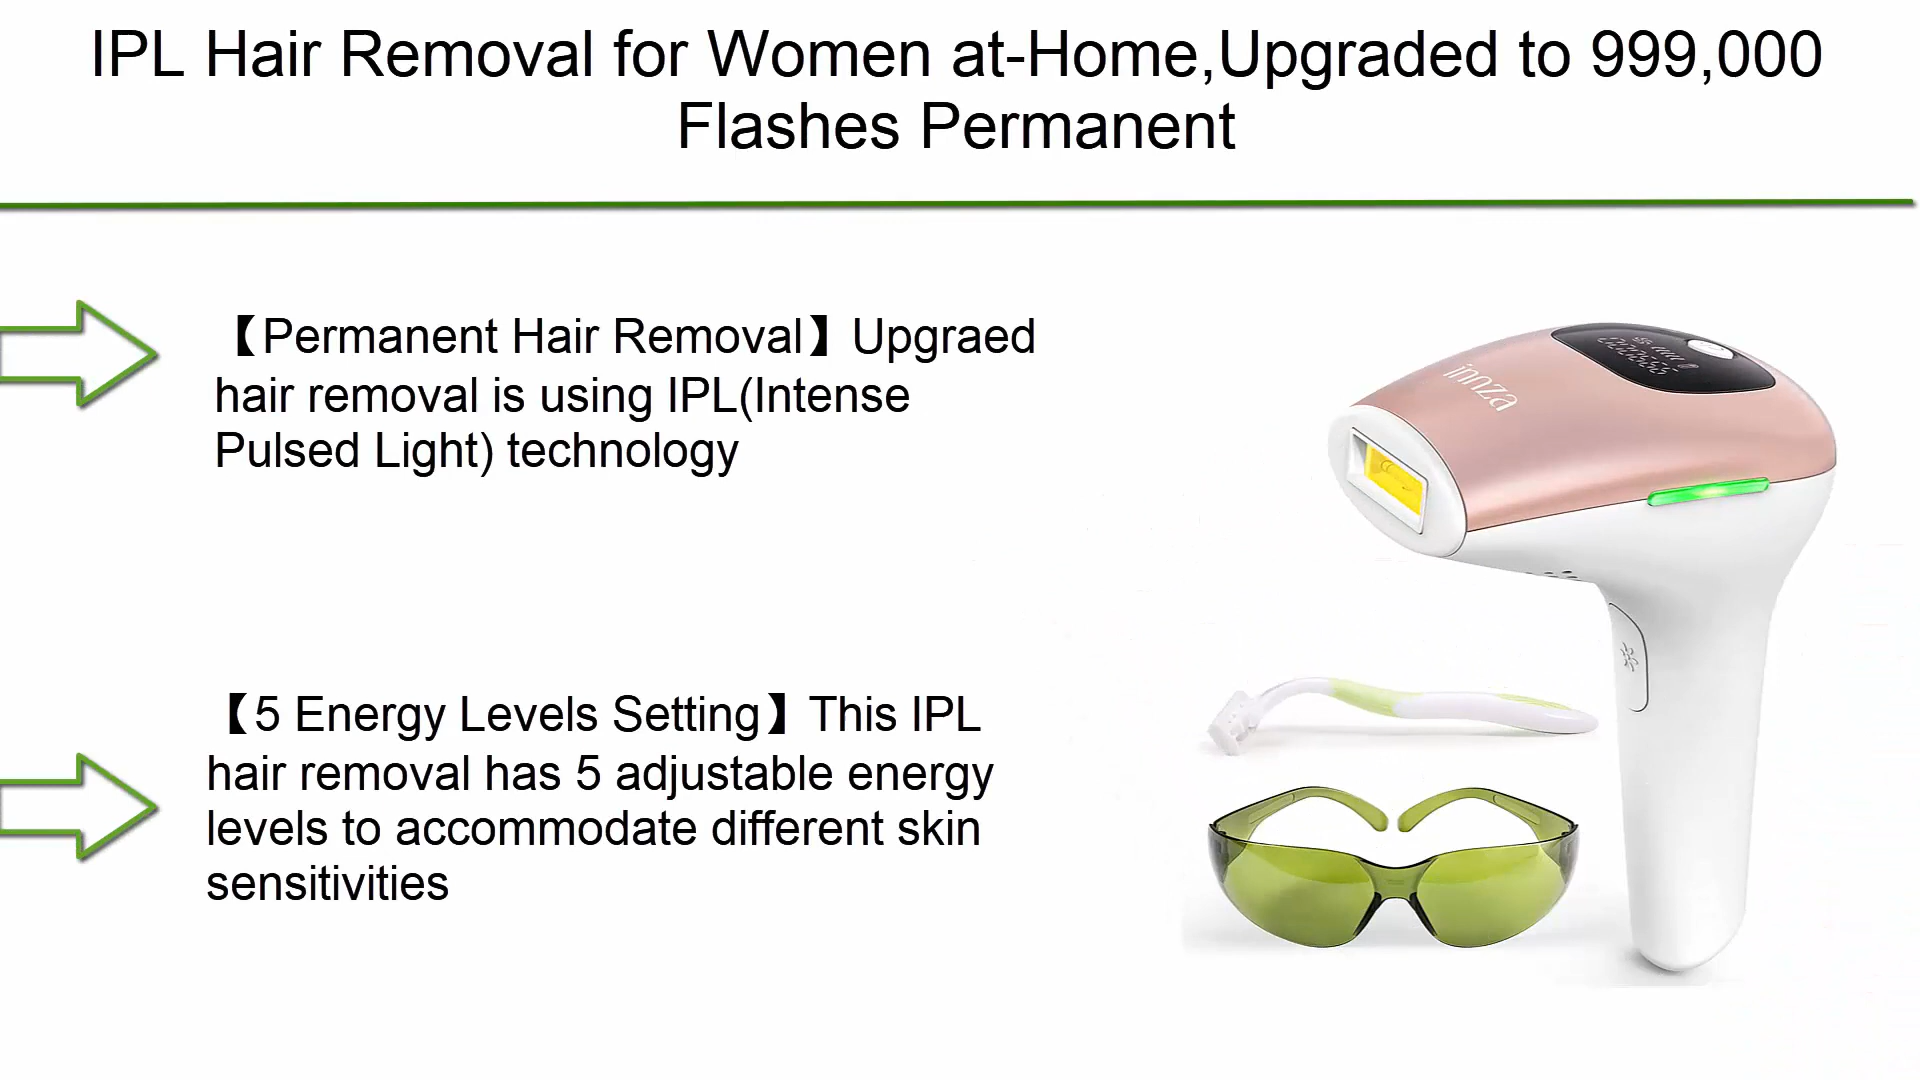 IPL Hair Removal for Women at-Home,Upgraded to 999,000
Flashes Permanent
【Permanent Hair Removal】Upgraed
hair removal is using IPL(Intense
Pulsed Light) technology
innza
【5 Energy Levels Setting】This IPL
hair removal has 5 adjustable energy
levels to accommodate different skin
sensitivities